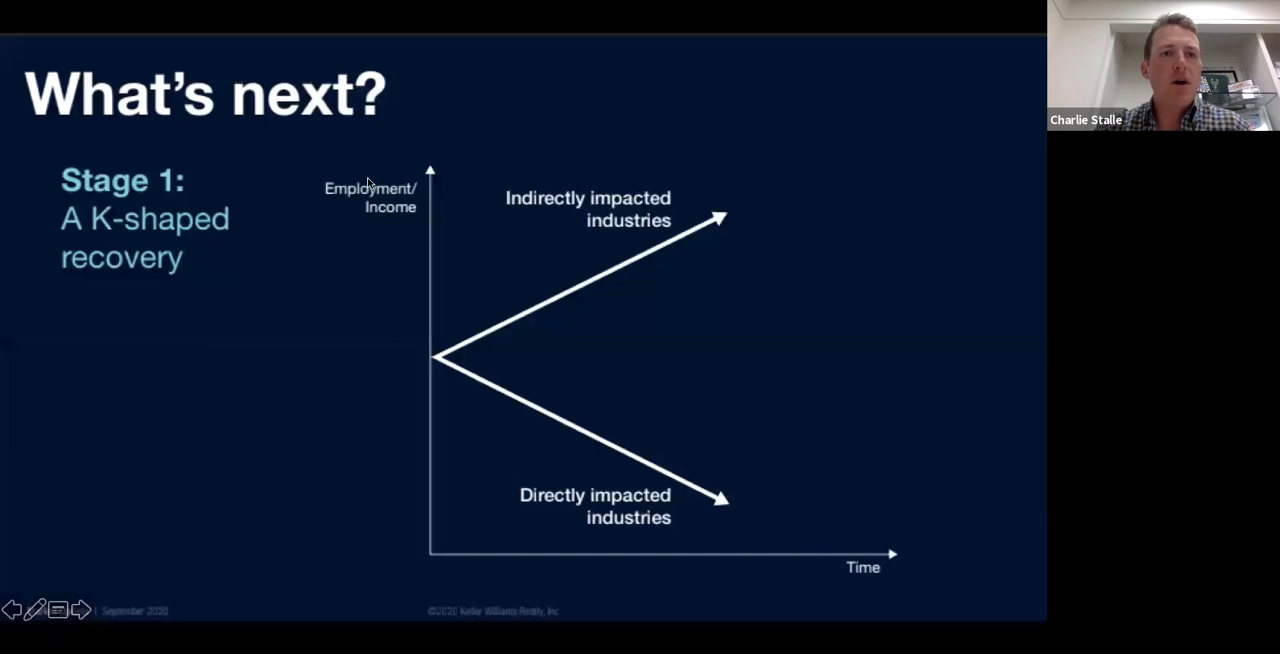 What's next?
Stage 1:
A K-shaped
recovery
Employment/
Income
Indirectly impacted
industries
Directly impacted
industries
Time
| September 2020
©2020 Keller Williams Realty, Inc
Charlie Stalle